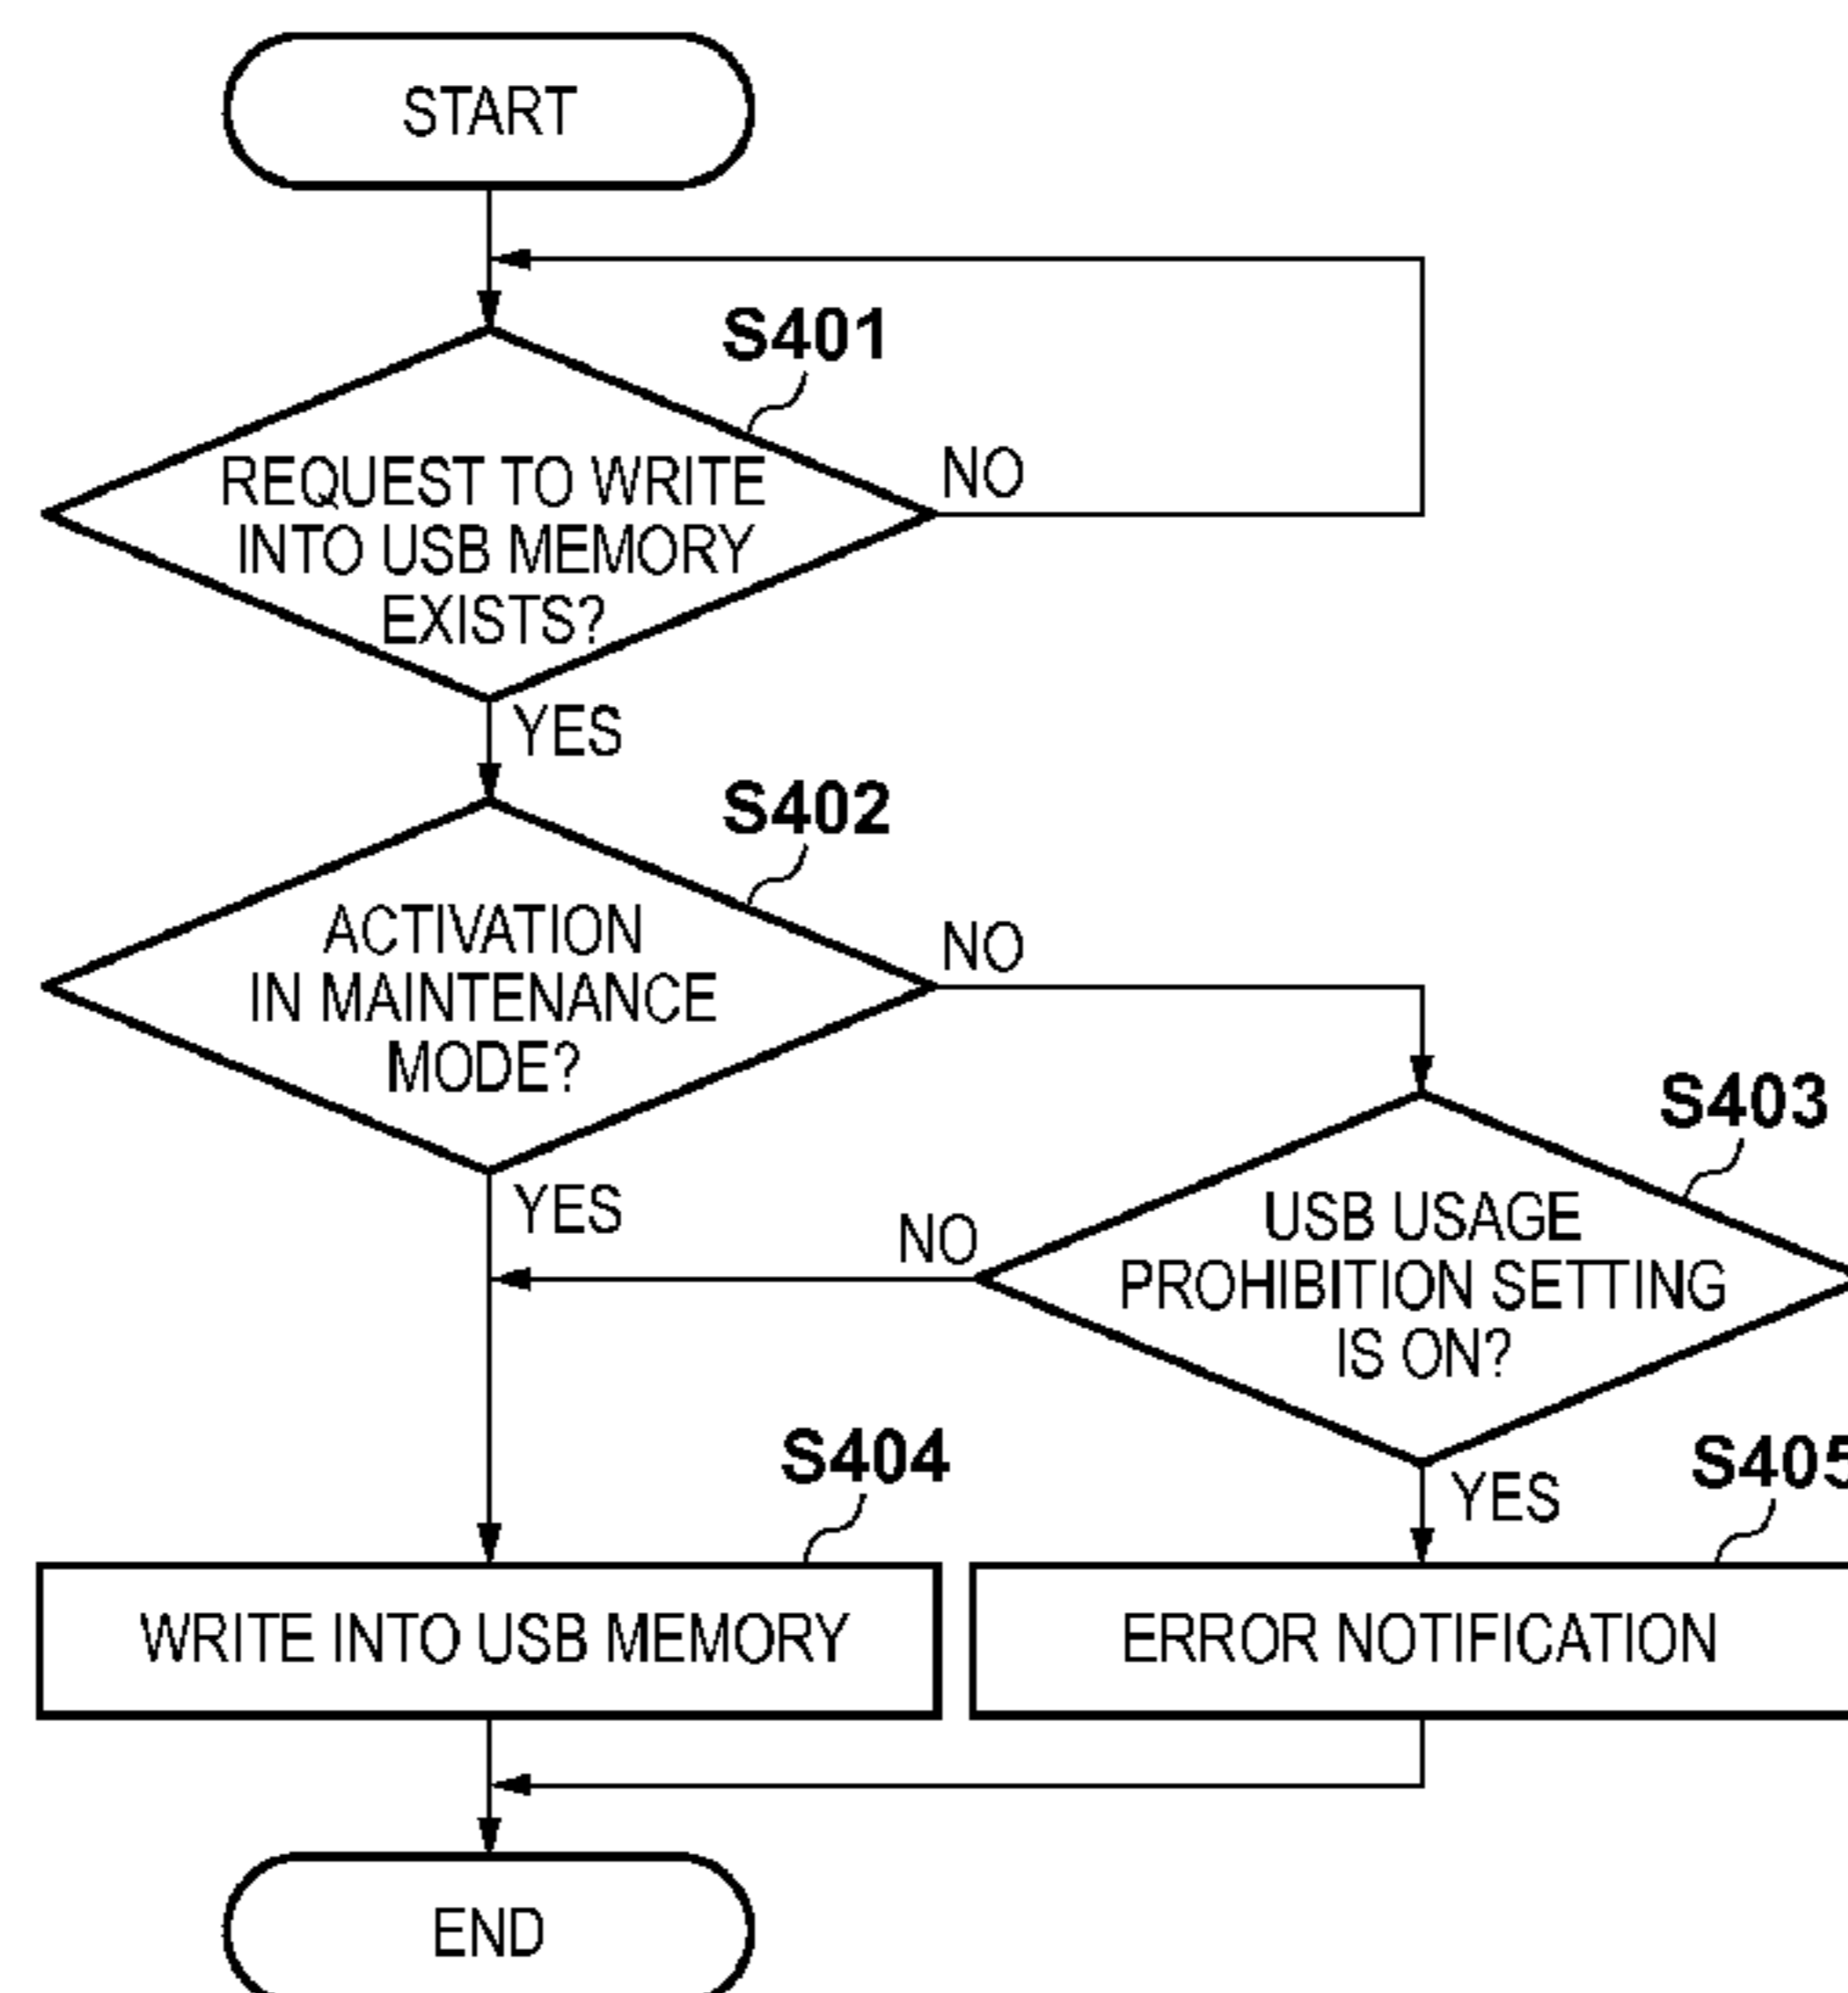 START
S401
REQUEST TO WRITE
INTO USB MEMORY
EXISTS?
NO
YES
S402
ACTIVATION
IN MAINTENANCE
MODE?
NO
YES
S403
USB USAGE
PROHIBITION SETTING
IS ON?
NO
YES
S404
WRITE INTO USB MEMORY
S405
ERROR NOTIFICATION
END